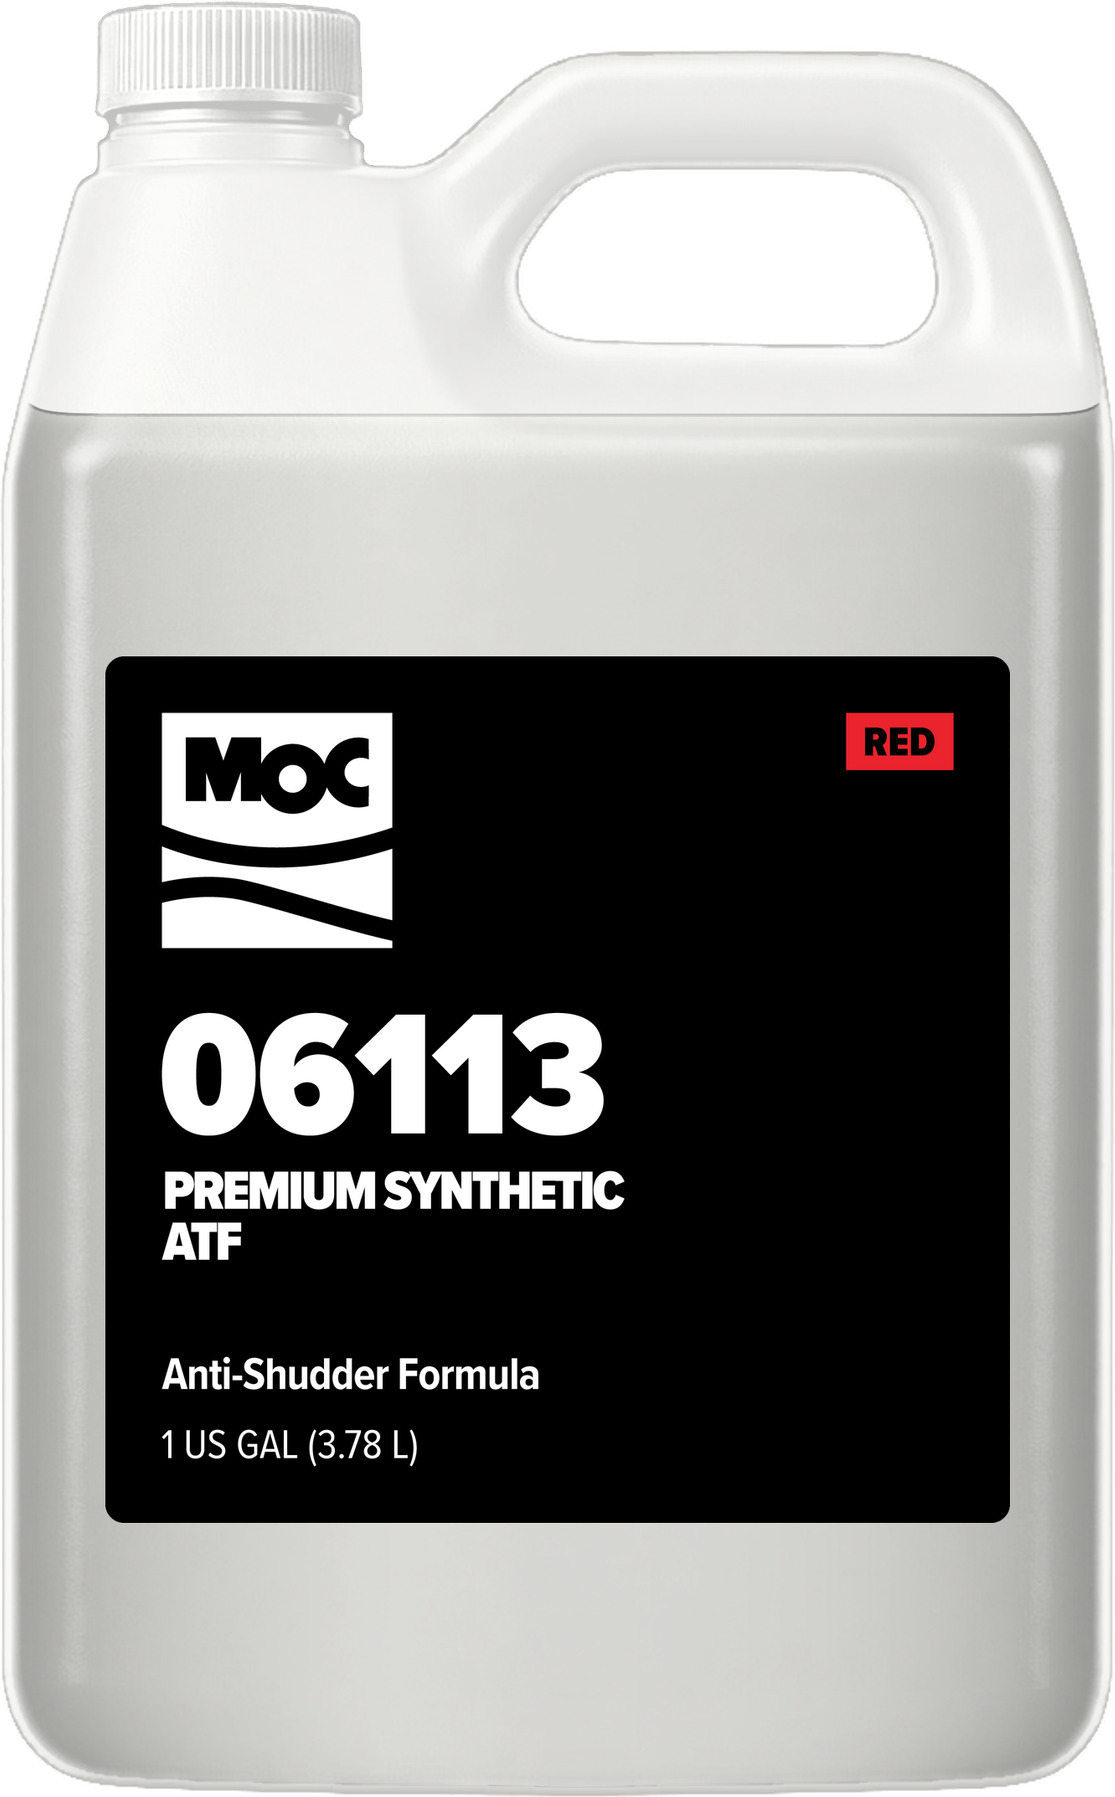 MOC
RED
06113
PREMIUM SYNTHETIC
ATF
Anti-Shudder Formula
1 US GAL (3.78 L)